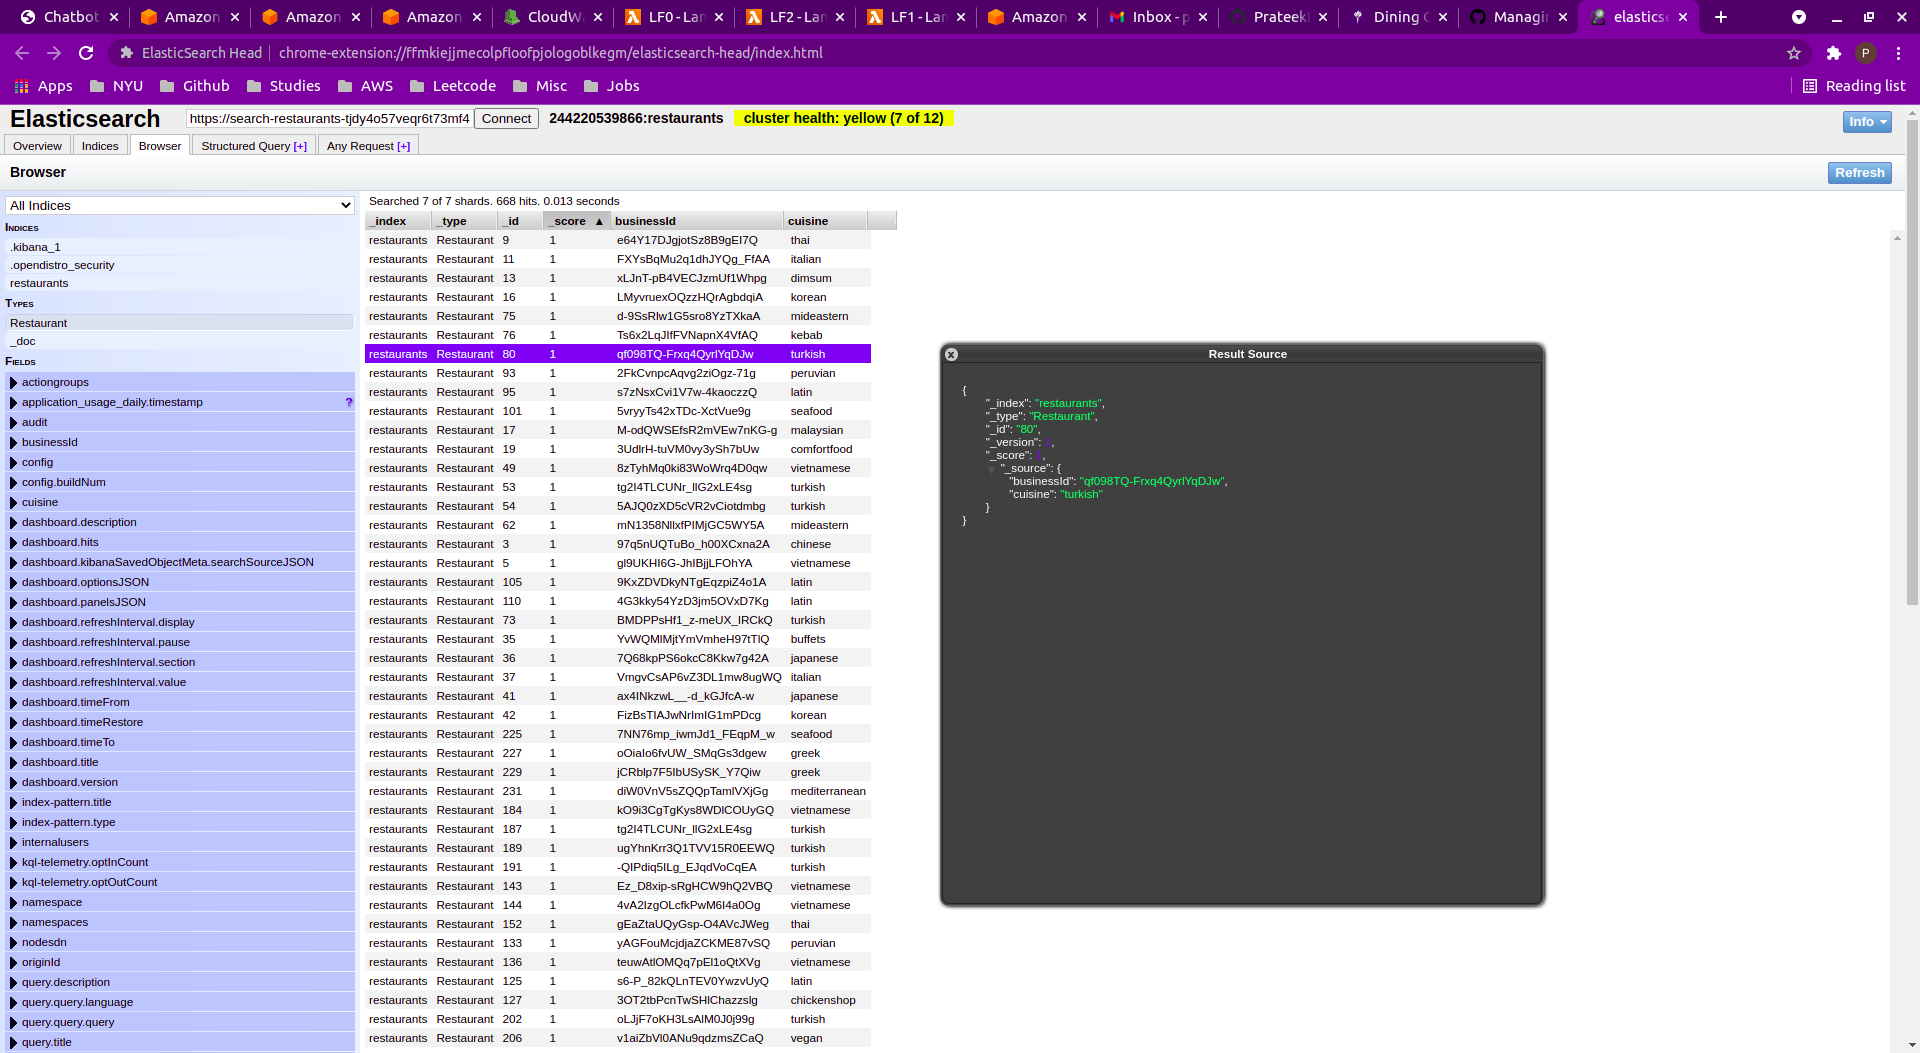 Chatbot Amazon Amazon Amazon CloudW LF0 - Lan LF2 - Lan LF1 - Lan Amazon Inbox - p Prateek Dining C Managin elastics
ElasticSearch Head chrome-extension://ffmkiejjmecolpfloofpjologoblkegm/elasticsearch-head/index.html P
Apps NYU Github Studies AWS Leetcode Misc Jobs Reading list
Elasticsearch https://search-restaurants-tjdy4o57veqr6t73mf4 Connect 244220539866:restaurants cluster health: yellow (7 of 12) Info
Overview Indices Browser Structured Query [+] Any Request [+]
Browser Refresh
All Indices
Indices
.kibana_1
.opendistro_security
restaurants
Types
Restaurant
_doc
Fields
actiongroups
application_usage_daily.timestamp ?
audit
businessId
config
config.buildNum
cuisine
dashboard.description
dashboard.hits
dashboard.kibanaSavedObjectMeta.searchSourceJSON
dashboard.optionsJSON
dashboard.panelsJSON
dashboard.refreshInterval.display
dashboard.refreshInterval.pause
dashboard.refreshInterval.section
dashboard.refreshInterval.value
dashboard.timeFrom
dashboard.timeRestore
dashboard.timeTo
dashboard.title
dashboard.version
index-pattern.title
index-pattern.type
internalusers
kql-telemetry.optInCount
kql-telemetry.optOutCount
namespace
namespaces
nodesdn
originId
query.description
query.query.language
query.query.query
query.title
Searched 7 of 7 shards. 668 hits. 0.013 seconds
_index _type _id _score ▲ businessId cuisine
restaurants Restaurant 9 1 e64Y17DJgjotSz8B9gEI7Q thai
restaurants Restaurant 11 1 FXYsBqMu2q1dhJYQg_FfAA italian
restaurants Restaurant 13 1 xLJnT-pB4VECJzmUf1Whpg dimsum
restaurants Restaurant 16 1 LMyvruexOQzzHQrAgbdqiA korean
restaurants Restaurant 75 1 d-9SsRlw1G5sro8YzTXkaA mideastern
restaurants Restaurant 76 1 Ts6x2LqJIfFVNapnX4VfAQ kebab
restaurants Restaurant 80 1 qf098TQ-Frxq4QyrlYqDJw turkish
restaurants Restaurant 93 1 2FkCvnpcAqvg2ziOgz-71g peruvian
restaurants Restaurant 95 1 s7zNsxCvi1V7w-4kaoczzQ latin
restaurants Restaurant 101 1 5vryyTs42xTDc-XctVue9g seafood
restaurants Restaurant 17 1 M-odQWSEfsR2mVEw7nKG-g malaysian
restaurants Restaurant 19 1 3UdlrH-tuVM0vy3ySh7bUw comfortfood
restaurants Restaurant 49 1 8zTyhMq0ki83WoWrq4D0qw vietnamese
restaurants Restaurant 53 1 tg2I4TLCUNr_lIG2xLE4sg turkish
restaurants Restaurant 54 1 5AJQ0zXD5cVR2vCiotdmbg turkish
restaurants Restaurant 62 1 mN1358NllxfPIMjGC5WY5A mideastern
restaurants Restaurant 3 1 97q5nUQTuBo_h00XCxna2A chinese
restaurants Restaurant 5 1 gl9UKHI6G-JhIBjjLFOhYA vietnamese
restaurants Restaurant 105 1 9KxZDVDkyNTgEqzpiZ4o1A latin
restaurants Restaurant 110 1 4G3kky54YzD3jm5OVxD7Kg latin
restaurants Restaurant 73 1 BMDPPsHf1_z-meUX_IRCkQ turkish
restaurants Restaurant 35 1 YvWQMlMjtYmVmheH97tTlQ buffets
restaurants Restaurant 36 1 7Q68kpPS6okcC8Kkw7g42A japanese
restaurants Restaurant 37 1 VmgvCsAP6vZ3DL1mw8ugWQ italian
restaurants Restaurant 41 1 ax4INkzwL__-d_kGJfcA-w japanese
restaurants Restaurant 42 1 FizBsTIAJwNrImIG1mPDcg korean
restaurants Restaurant 225 1 7NN76mp_iwmJd1_FEqpM_w seafood
restaurants Restaurant 227 1 oOiaIo6fvUW_SMqGs3dgew greek
restaurants Restaurant 229 1 jCRblp7F5IbUSySK_Y7Qiw greek
restaurants Restaurant 231 1 diW0VnV5sZQQpTamlVXjGg mediterranean
restaurants Restaurant 184 1 kO9i3CgTgKys8WDlCOUyGQ vietnamese
restaurants Restaurant 187 1 tg2I4TLCUNr_lIG2xLE4sg turkish
restaurants Restaurant 189 1 ugYhnKrr3Q1TVV15R0EEWQ turkish
restaurants Restaurant 191 1 -QIPdiq5ILg_EJqdVoCqEA turkish
restaurants Restaurant 143 1 Ez_D8xip-sRgHCW9hQ2VBQ vietnamese
restaurants Restaurant 144 1 4vA2IzgOLcfkPwM6I4a0Og vietnamese
restaurants Restaurant 152 1 gEaZtaUQyGsp-O4AVcJWeg thai
restaurants Restaurant 133 1 yAGFouMcjdjaZCKME87vSQ peruvian
restaurants Restaurant 136 1 teuwAtlOMQq7pEl1oQtXVg vietnamese
restaurants Restaurant 125 1 s6-P_82kQLnTEV0YwzvUyQ latin
restaurants Restaurant 127 1 3OT2tbPcnTwSHlChazzslg chickenshop
restaurants Restaurant 202 1 oLJjF7oKH3LsAlM0J0j99g turkish
restaurants Restaurant 206 1 v1aiZbVl0ANu9qdzmsZCaQ vegan
Result Source
{
"_index": "restaurants",
"_type": "Restaurant",
"_id": "80",
"_version": 1,
"_score": 1,
"_source": {
"businessId": "qf098TQ-Frxq4QyrlYqDJw",
"cuisine": "turkish"
}
}